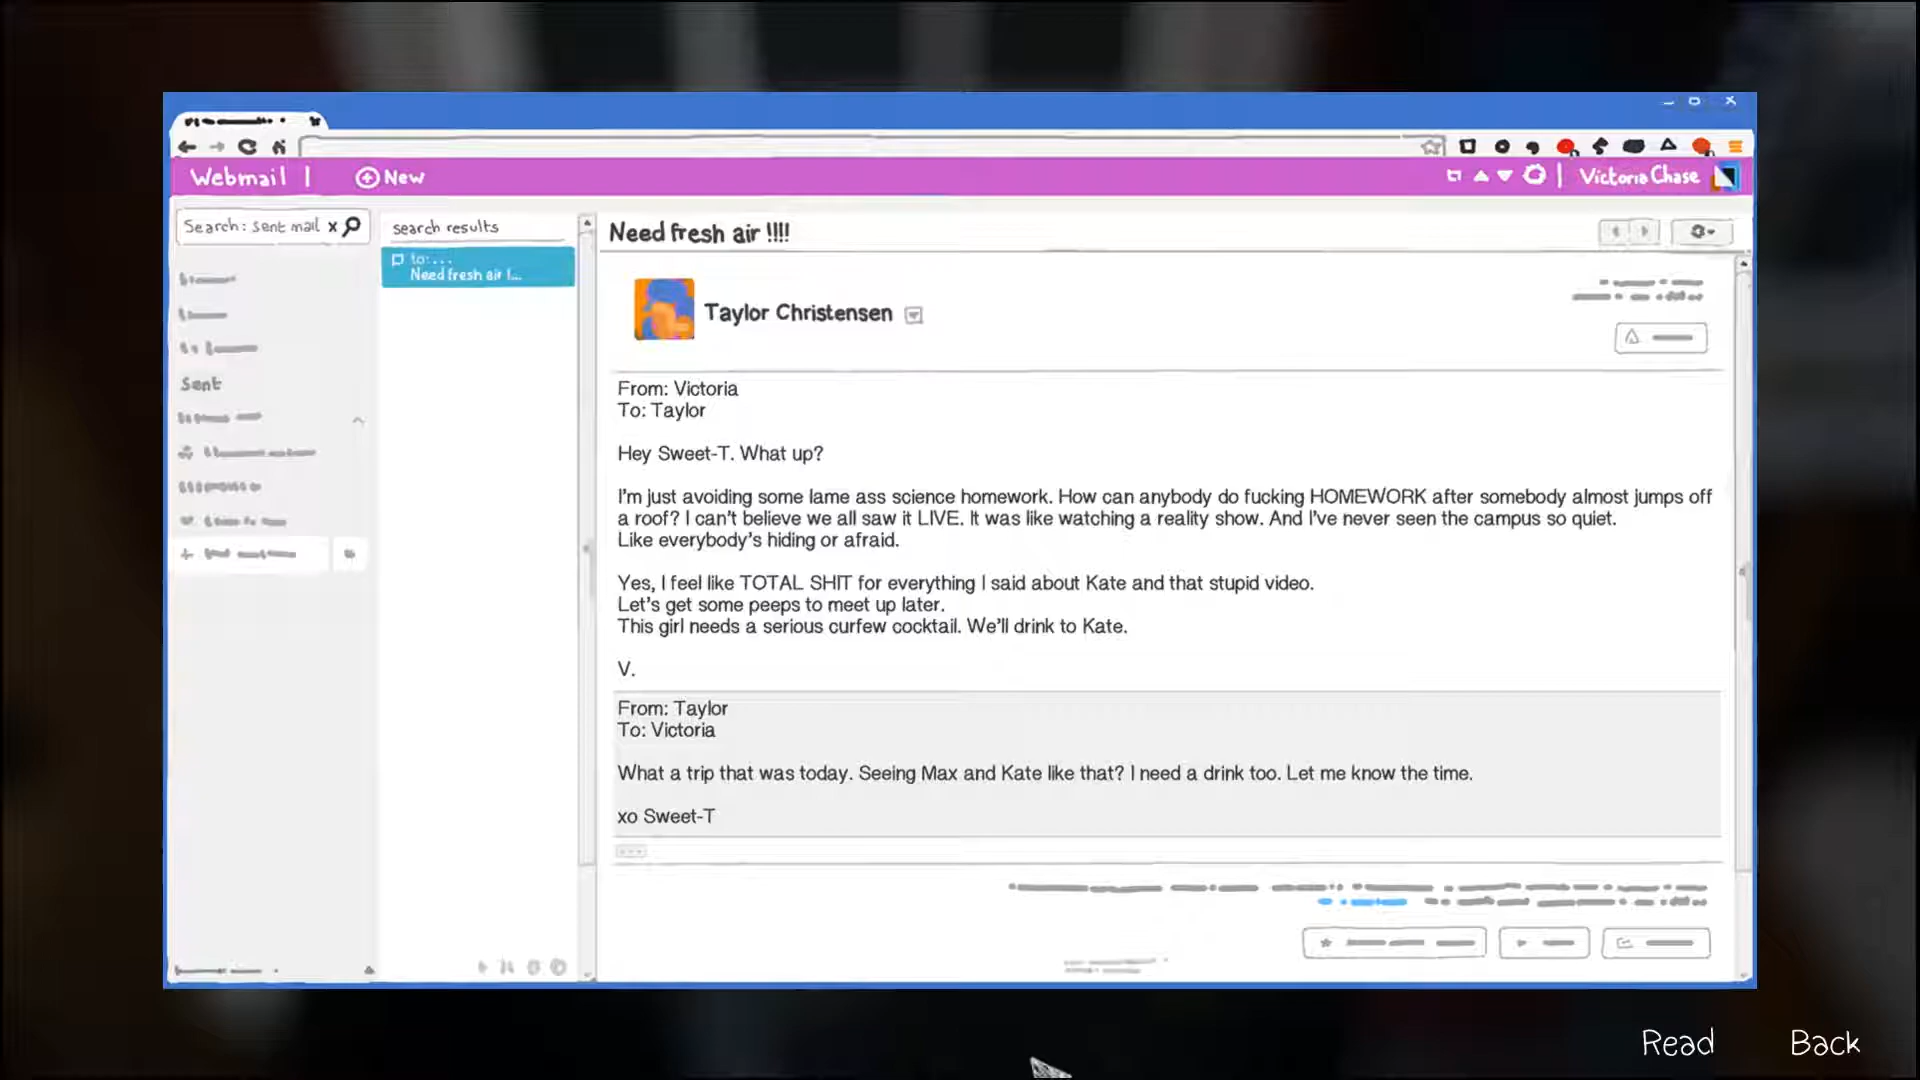 Webmail | New
Victoria Chase
Search: sent mail x
search results
to:...
Need fresh air !...
Sent
Need fresh air !!!!
Taylor Christensen
From: Victoria
To: Taylor
Hey Sweet-T. What up?
I'm just avoiding some lame ass science homework. How can anybody do fucking HOMEWORK after somebody almost jumps off
a roof? I can't believe we all saw it LIVE. It was like watching a reality show. And I've never seen the campus so quiet.
Like everybody's hiding or afraid.
Yes, I feel like TOTAL SHIT for everything I said about Kate and that stupid video.
Let's get some peeps to meet up later.
This girl needs a serious curfew cocktail. We'll drink to Kate.
V.
From: Taylor
To: Victoria
What a trip that was today. Seeing Max and Kate like that? I need a drink too. Let me know the time.
xo Sweet-T
Read
Back